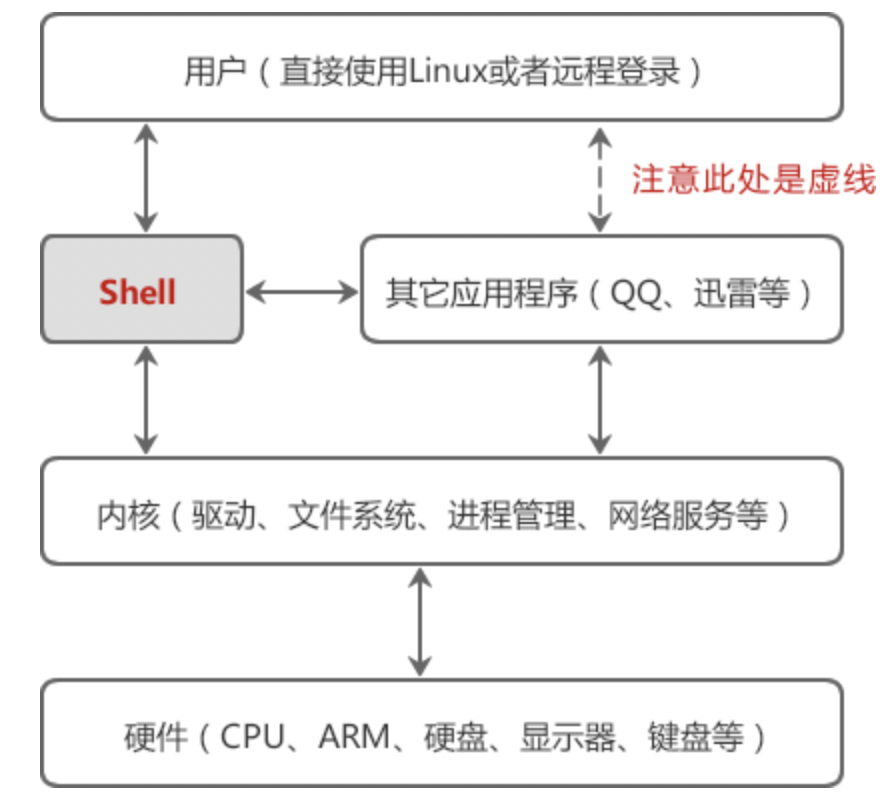 用户（直接使用Linux或者远程登录）
注意此处是虚线
Shell
其它应用程序（QQ、迅雷等）
内核（驱动、文件系统、进程管理、网络服务等）
硬件（CPU、ARM、硬盘、显示器、键盘等）